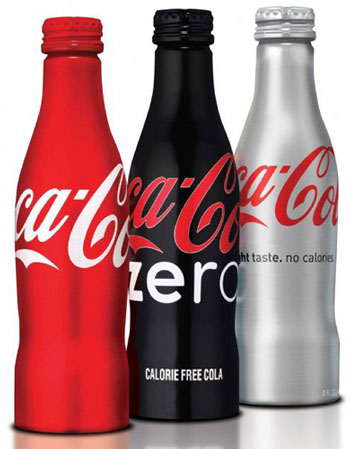 ca-Co
ca-Co
zero
CALORIE FREE COLA
ca-Col
ght taste. no calories